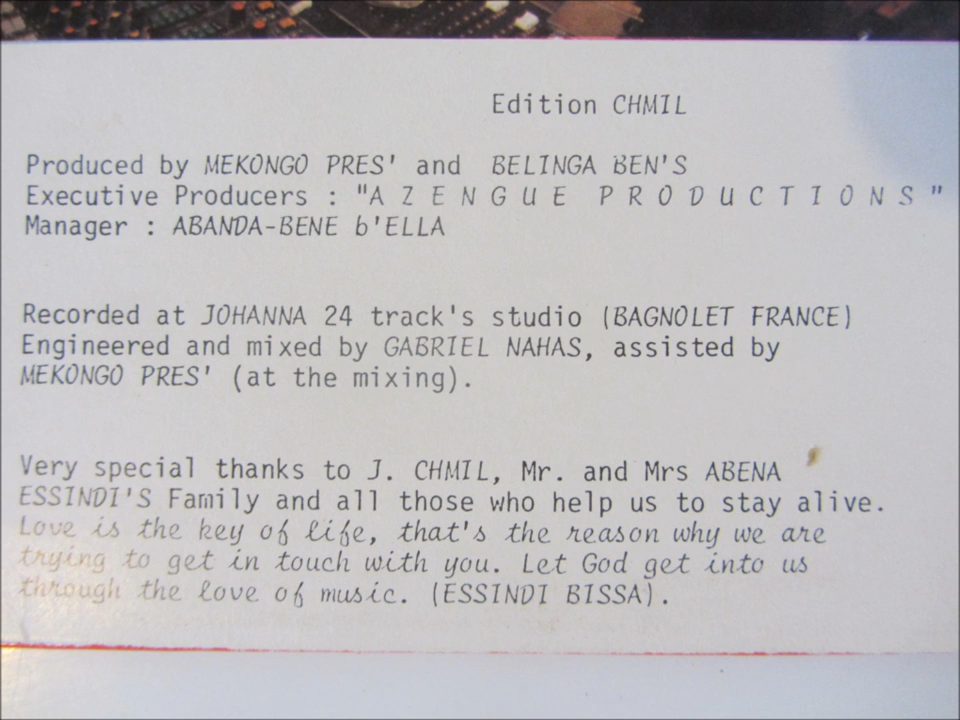 Edition CHMIL
Produced by MEKONGO PRES' and BELINGA BEN'S
Executive Producers : "A Z E N G U E P R O D U C T I O N S "
Manager : ABANDA-BENE b'ELLA
Recorded at JOHANNA 24 track's studio (BAGNOLET FRANCE)
Engineered and mixed by GABRIEL NAHAS, assisted by
MEKONGO PRES' (at the mixing).
Very special thanks to J. CHMIL, Mr. and Mrs ABENA
ESSINDI'S Family and all those who help us to stay alive.
Love is the key of life, that's the reason why we are
trying to get in touch with you. Let God get into us
through the love of music. (ESSINDI BISSA).